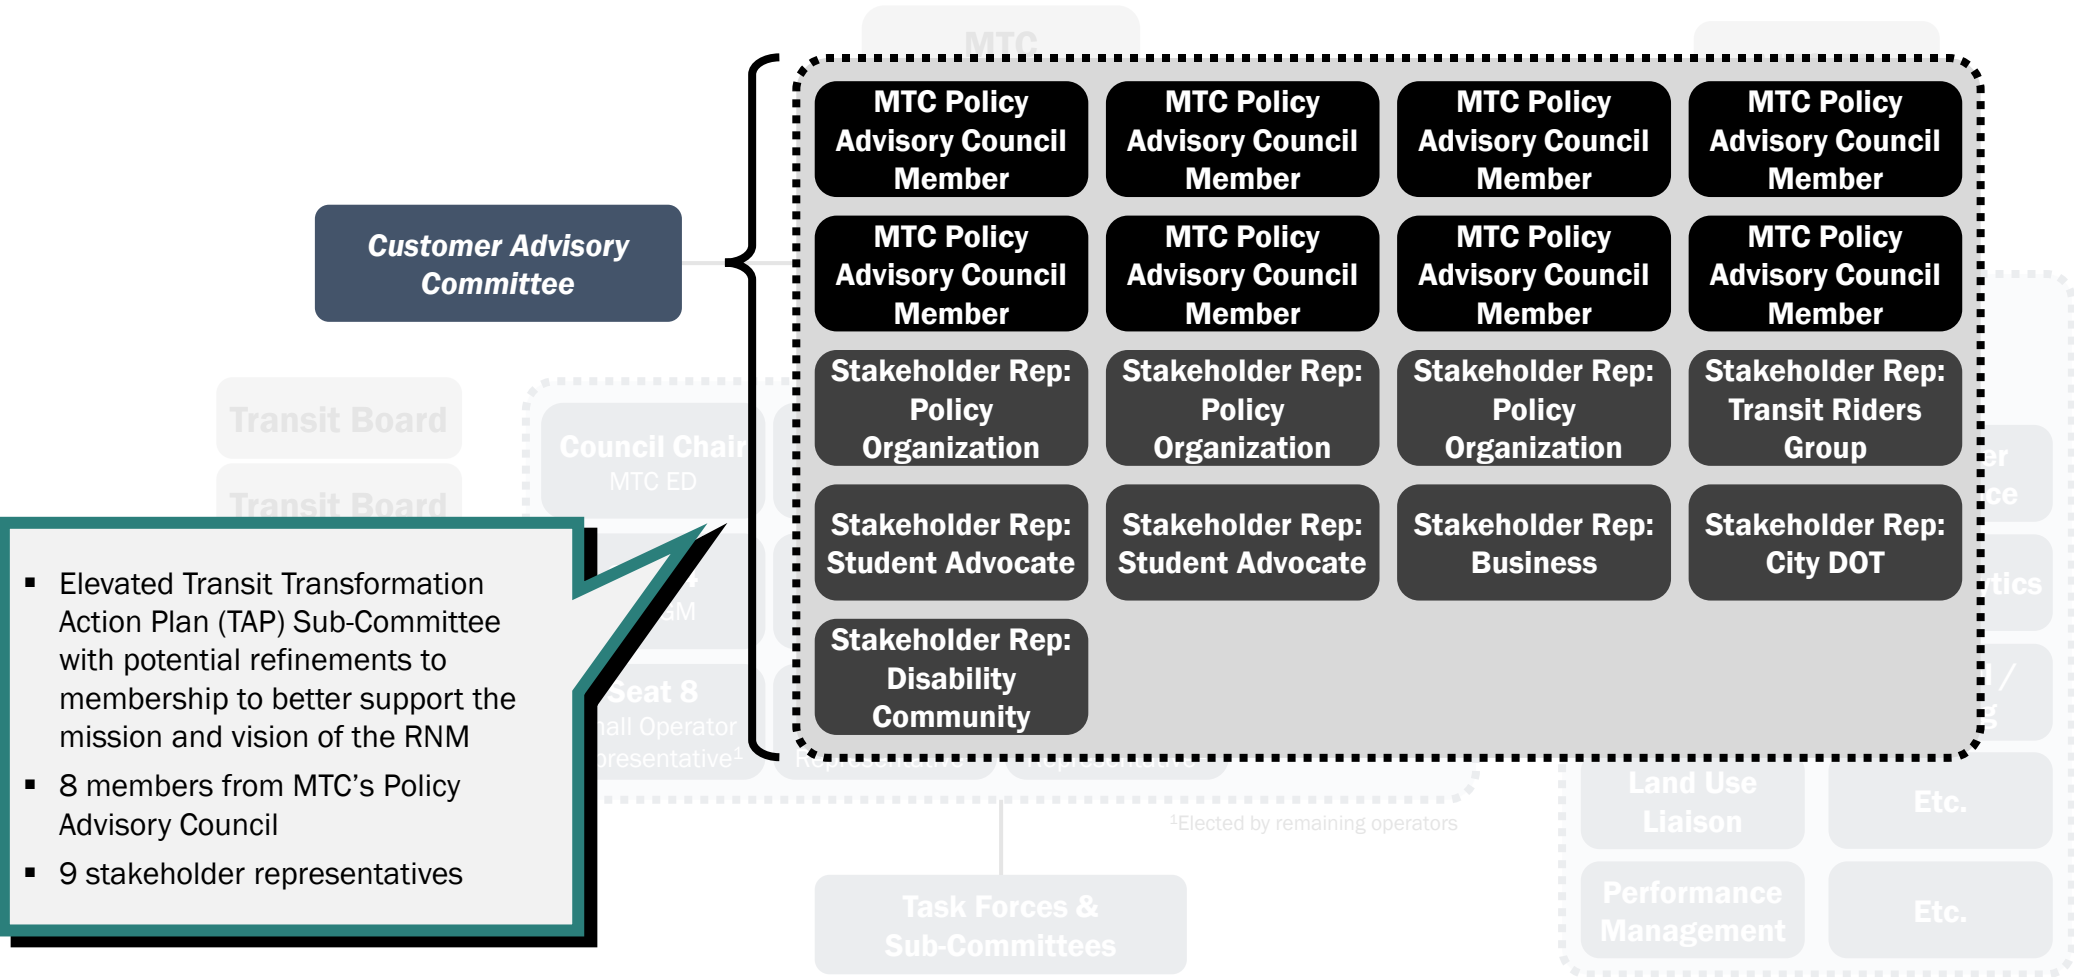 MTC
MTC Policy
Advisory Council
Member
MTC Policy
Advisory Council
Member
MTC Policy
Advisory Council
Member
MTC Policy
Advisory Council
Member
Customer Advisory
Committee
MTC Policy
Advisory Council
Member
MTC Policy
Advisory Council
Member
MTC Policy
Advisory Council
Member
MTC Policy
Advisory Council
Member
Stakeholder Rep:
Policy
Organization
Stakeholder Rep:
Policy
Organization
Stakeholder Rep:
Policy
Organization
Stakeholder Rep:
Transit Riders
Group
Stakeholder Rep:
Student Advocate
Stakeholder Rep:
Student Advocate
Stakeholder Rep:
Business
Stakeholder Rep:
City DOT
Stakeholder Rep:
Disability
Community
Transit Board
Transit Board
Council Chair
MTC ED
GM
Seat 8
Operator
Representative
Representative
▪ Elevated Transit Transformation
Action Plan (TAP) Sub-Committee
with potential refinements to
membership to better support the
mission and vision of the RNM
▪ 8 members from MTC's Policy
Advisory Council
▪ 9 stakeholder representatives
¹Elected by remaining operators
Task Forces &
Sub-Committees
Land Use
Liaison
Etc.
Performance
Management
Etc.